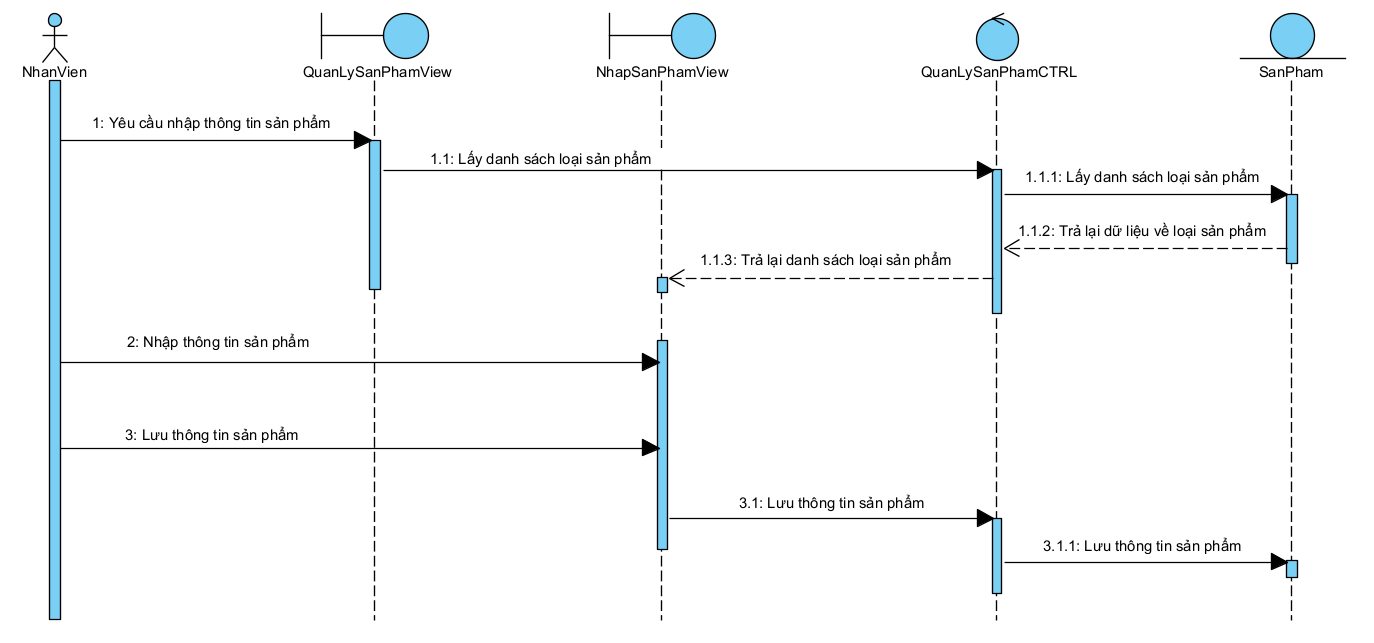 NhanVien
QuanLySanPhamView
NhapSanPhamView
QuanLySanPhamCTRL
SanPham
1: Yêu cầu nhập thông tin sản phẩm
1.1: Lấy danh sách loại sản phẩm
1.1.1: Lấy danh sách loại sản phẩm
1.1.2: Trả lại dữ liệu về loại sản phẩm
1.1.3: Trả lại danh sách loại sản phẩm
2: Nhập thông tin sản phẩm
3: Lưu thông tin sản phẩm
3.1: Lưu thông tin sản phẩm
3.1.1: Lưu thông tin sản phẩm